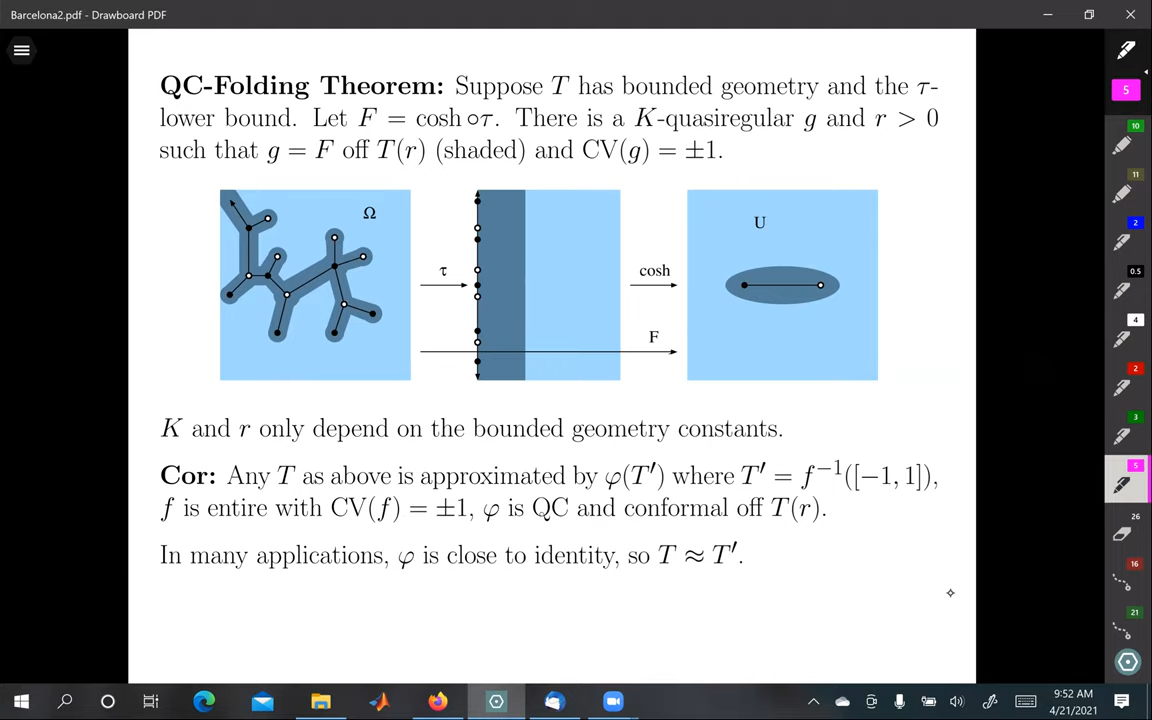 Barcelona2.pdf - Drawboard PDF
QC-Folding Theorem: Suppose T has bounded geometry and the τ-
lower bound. Let F = cosh ∘τ. There is a K-quasiregular g and r > 0
such that g = F off T(r) (shaded) and CV(g) = ±1.
Ω
τ
cosh
F
U
K and r only depend on the bounded geometry constants.
Cor: Any T as above is approximated by φ(T′) where T′ = f⁻¹([−1, 1]),
f is entire with CV(f) = ±1, φ is QC and conformal off T(r).
In many applications, φ is close to identity, so T ≈ T′.
5
10
11
2
0.5
4
2
3
5
26
16
21
9:52 AM
4/21/2021